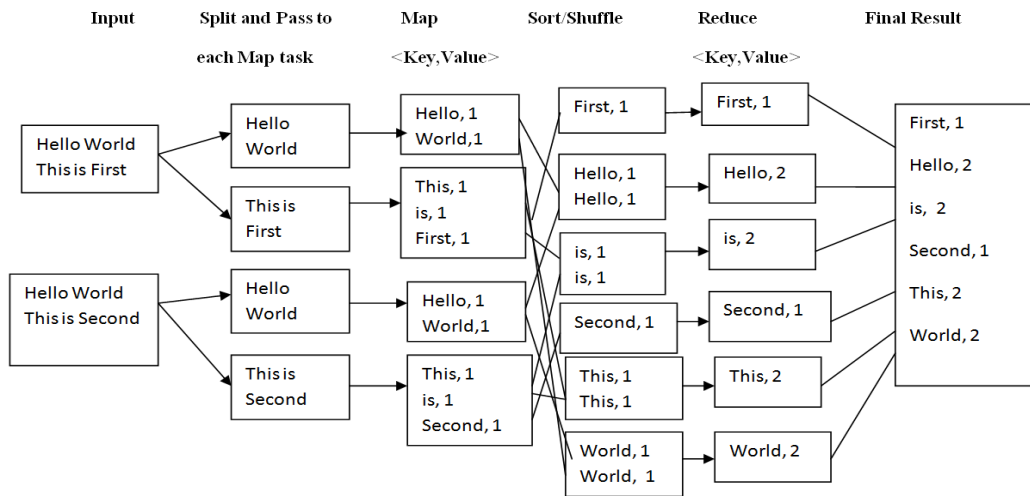 Input
Split and Pass to
each Map task
Map
<Key,Value>
Sort/Shuffle
Reduce
<Key,Value>
Final Result
Hello World
This is First
Hello World
This is Second
Hello
World
This is
First
Hello
World
This is
Second
Hello, 1
World,1
This, 1
is, 1
First, 1
Hello, 1
World,1
This, 1
is, 1
Second, 1
First, 1
Hello, 1
Hello, 1
is, 1
is, 1
Second, 1
This, 1
This, 1
World, 1
World, 1
First, 1
Hello, 2
is, 2
Second, 1
This, 2
World, 2
First, 1
Hello, 2
is, 2
Second, 1
This, 2
World, 2